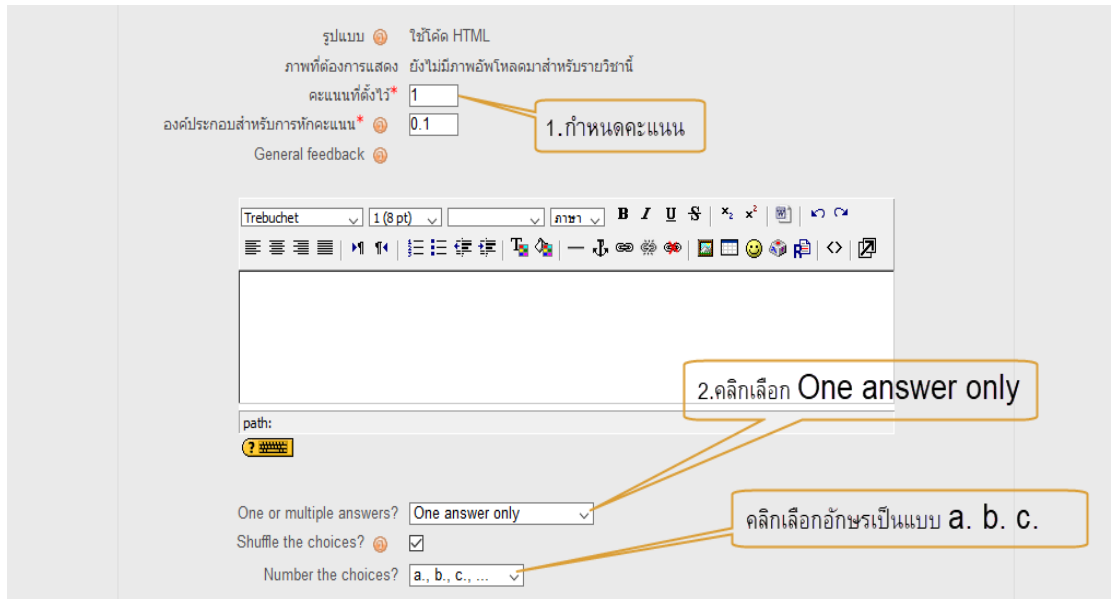 รูปแบบ ใช้โค้ด HTML
ภาพที่ต้องการแสดง ยังไม่มีภาพอัพโหลดมาสำหรับรายวิชานี้
คะแนนที่ตั้งไว้* 1
1.กำหนดคะแนน
องค์ประกอบสำหรับการหักคะแนน* 0.1
General feedback
Trebuchet 1 (8 pt) ภาษา B I U S x₂ x²
path:
?
2.คลิกเลือก One answer only
One or multiple answers? One answer only
คลิกเลือกอักษรเป็นแบบ a. b. c.
Shuffle the choices?
Number the choices? a., b., c., ...